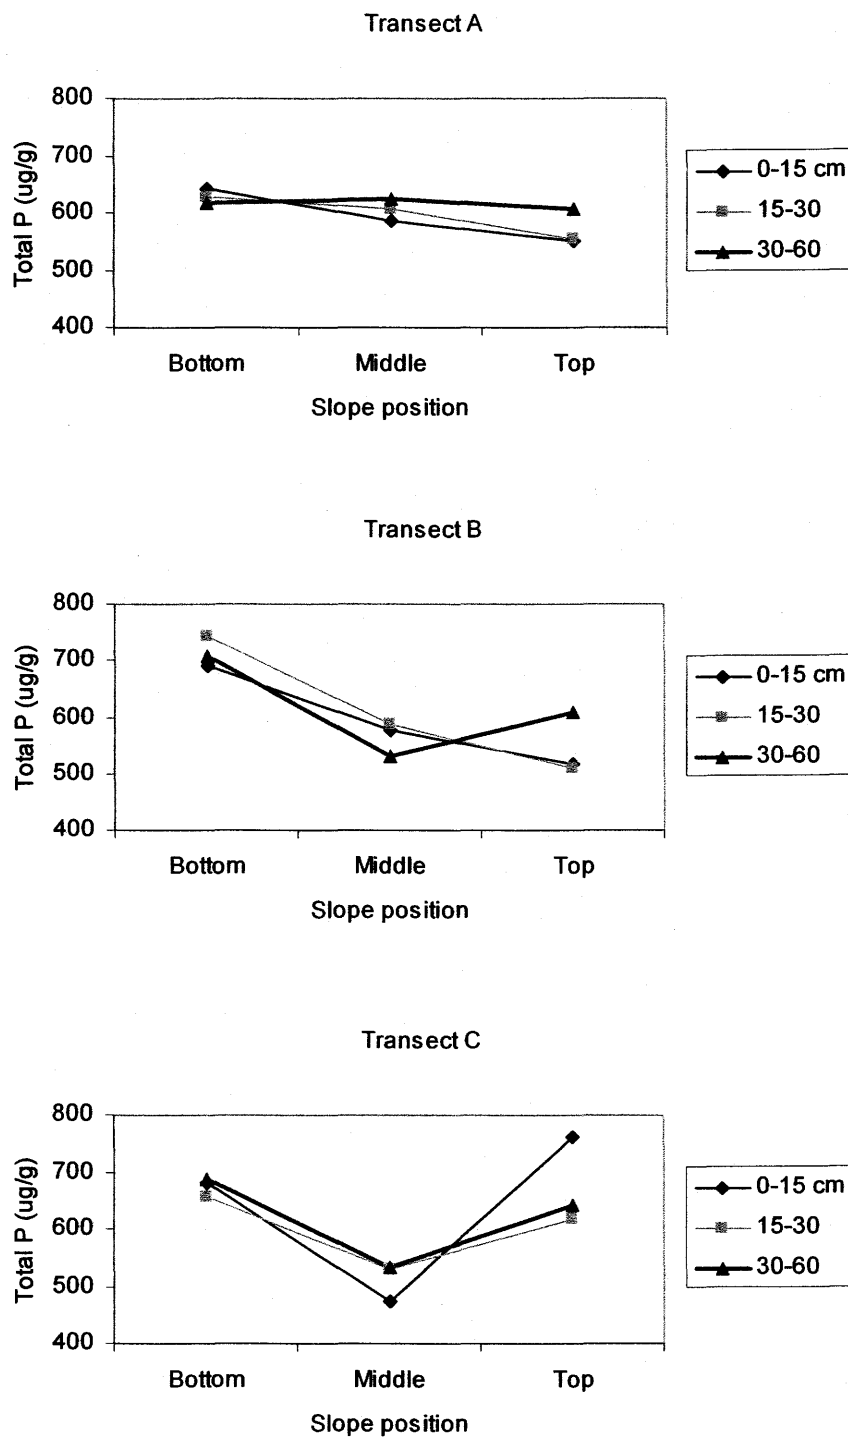 Transect A
800
700
600
500
400
Total P (ug/g)
Bottom Middle Top
Slope position
0-15 cm
15-30
30-60
Transect B
800
700
600
500
400
Total P (ug/g)
Bottom Middle Top
Slope position
0-15 cm
15-30
30-60
Transect C
800
700
600
500
400
Total P (ug/g)
Bottom Middle Top
Slope position
0-15 cm
15-30
30-60